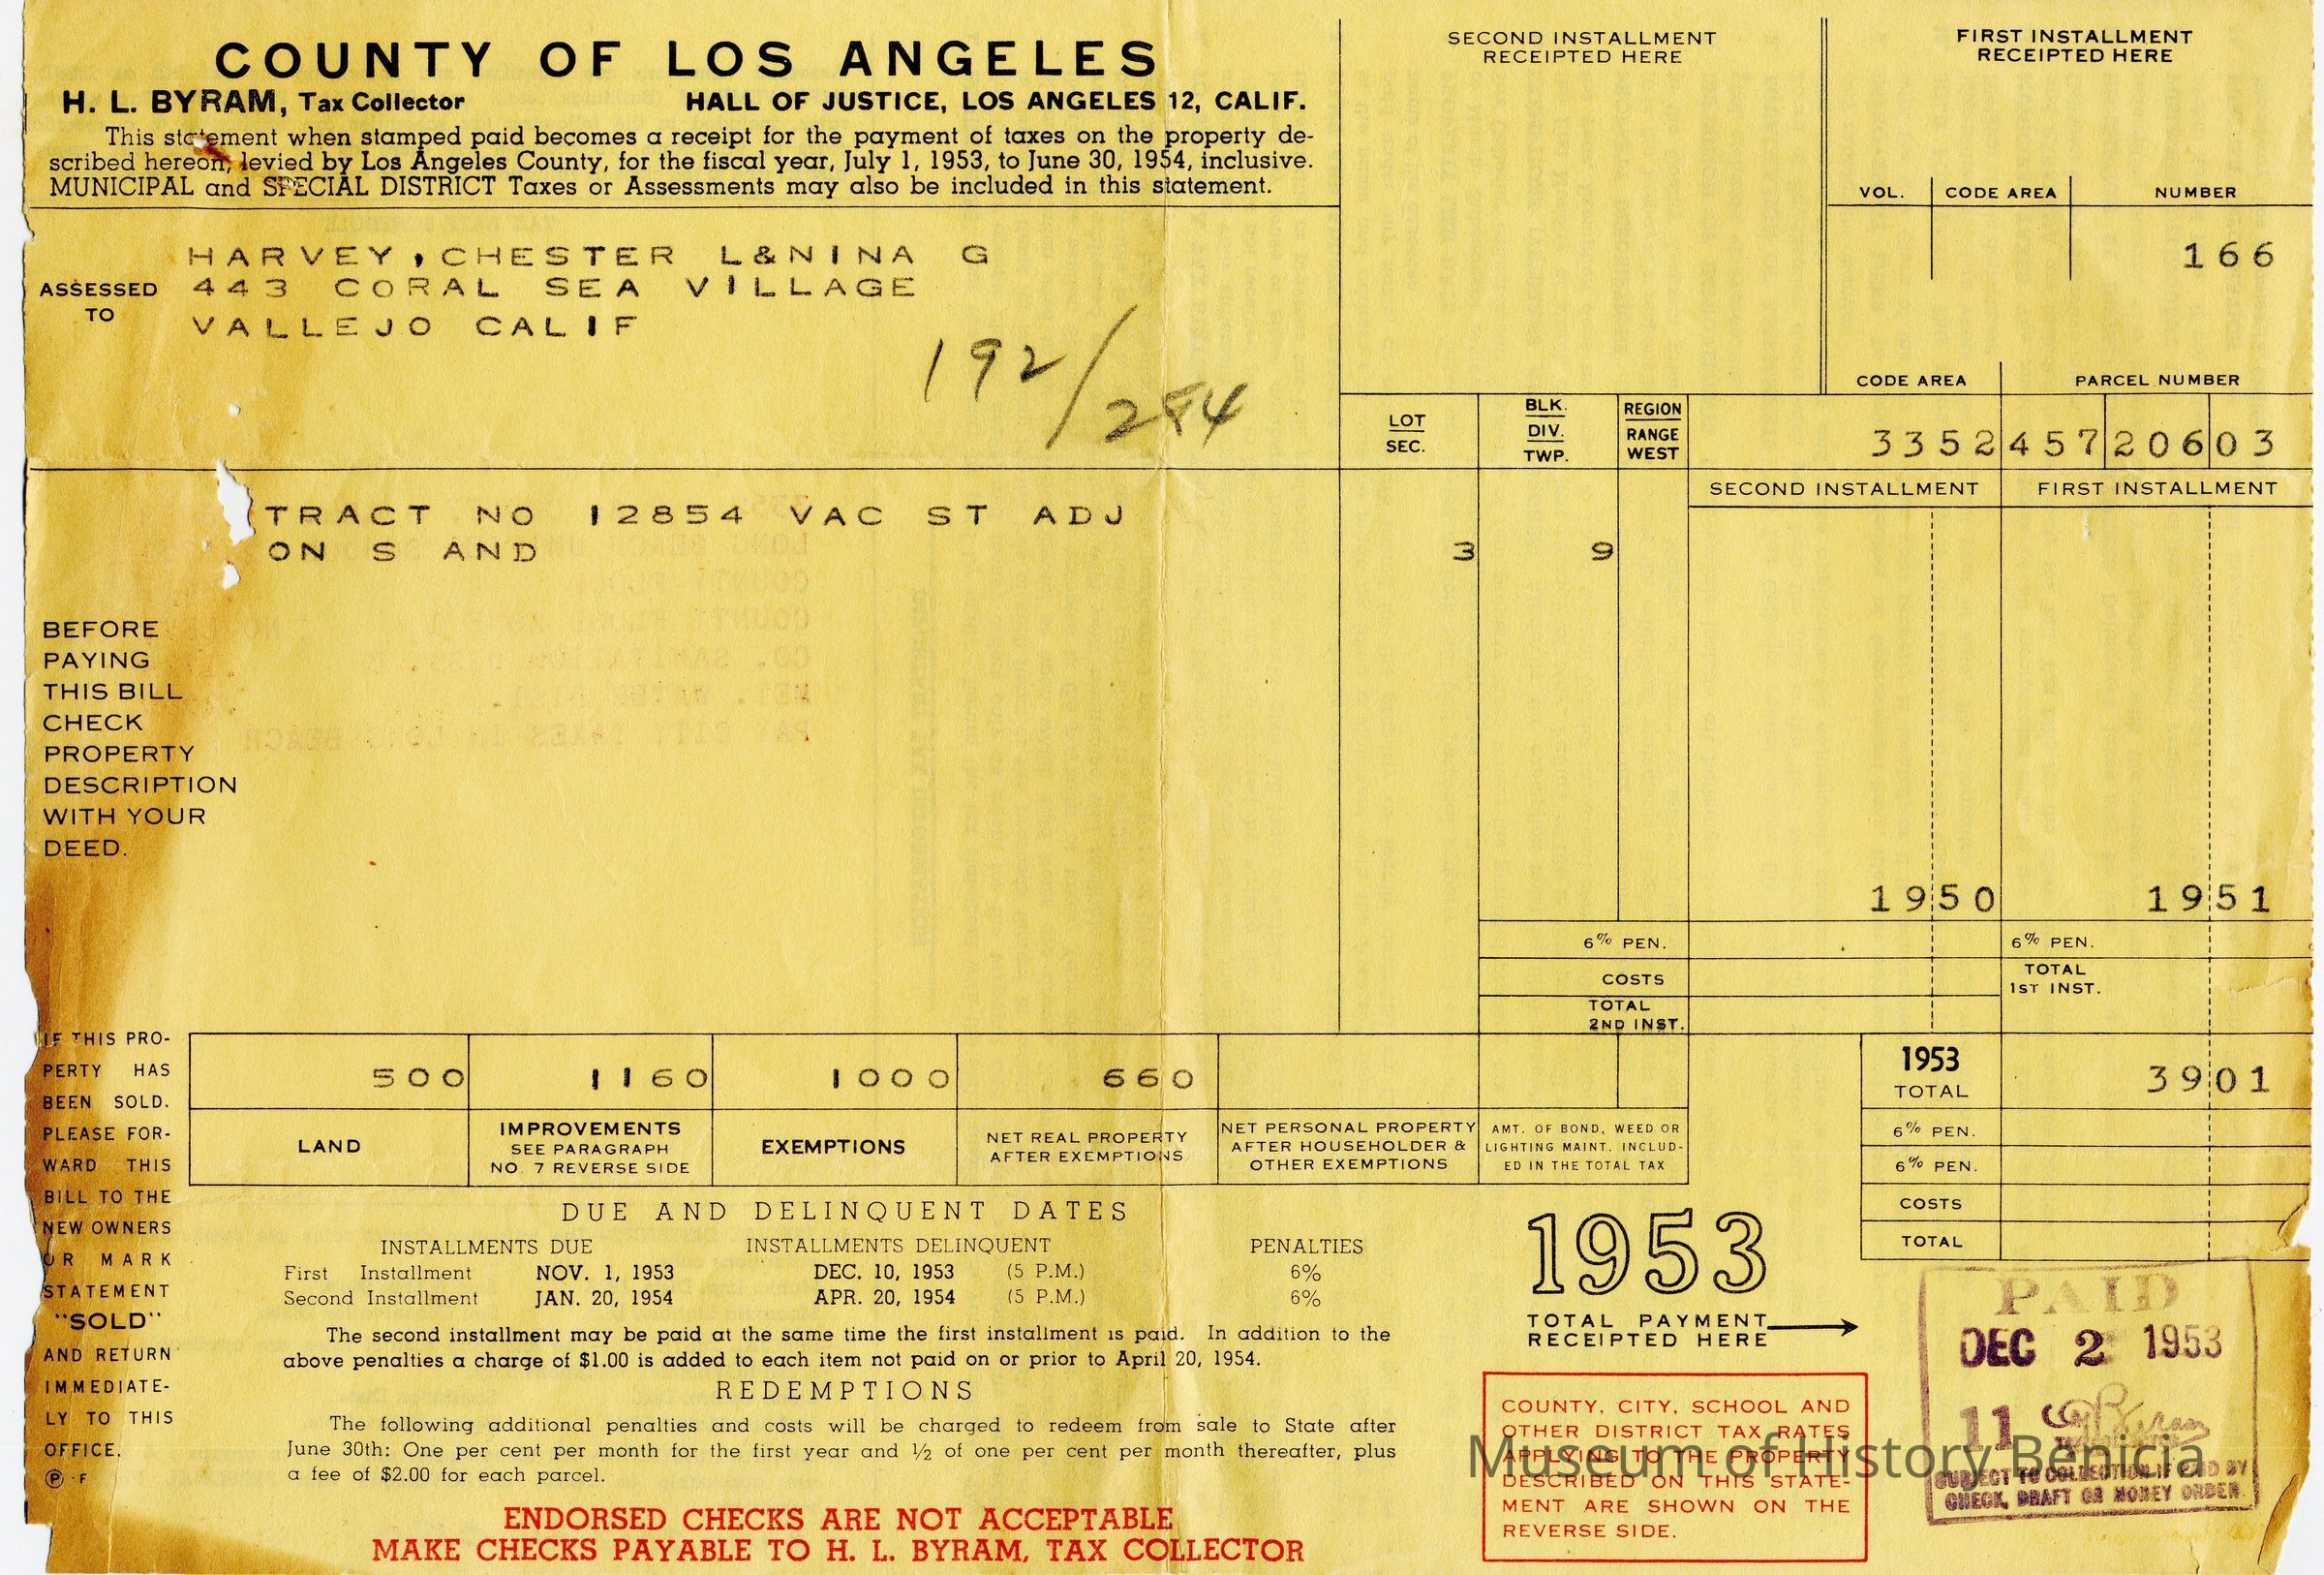 COUNTY OF LOS ANGELES
H. L. BYRAM, Tax Collector HALL OF JUSTICE, LOS ANGELES 12, CALIF.
This statement when stamped paid becomes a receipt for the payment of taxes on the property de-
scribed hereon, levied by Los Angeles County, for the fiscal year, July 1, 1953, to June 30, 1954, inclusive.
MUNICIPAL and SPECIAL DISTRICT Taxes or Assessments may also be included in this statement.
SECOND INSTALLMENT
RECEIPTED HERE
FIRST INSTALLMENT
RECEIPTED HERE
VOL. CODE AREA NUMBER
166
ASSESSED
TO
HARVEY, CHESTER L&NINA G
443 CORAL SEA VILLAGE
VALLEJO CALIF
192/
284
CODE AREA PARCEL NUMBER
3352 457 206 03
LOT
SEC.
BLK.
DIV.
TWP.
REGION
RANGE
WEST
SECOND INSTALLMENT FIRST INSTALLMENT
TRACT NO 12854 VAC ST ADJ
ON S AND 3 9
BEFORE
PAYING
THIS BILL
CHECK
PROPERTY
DESCRIPTION
WITH YOUR
DEED.
1950 1951
6% PEN. 6% PEN.
COSTS
TOTAL
1ST INST.
TOTAL
2ND INST.
IF THIS PRO-
PERTY HAS
BEEN SOLD.
PLEASE FOR-
WARD THIS
BILL TO THE
NEW OWNERS
OR MARK
STATEMENT
"SOLD"
AND RETURN
IMMEDIATE-
LY TO THIS
OFFICE.
P F
500 1160 1000 660
LAND
IMPROVEMENTS
SEE PARAGRAPH
NO. 7 REVERSE SIDE
EXEMPTIONS
NET REAL PROPERTY
AFTER EXEMPTIONS
NET PERSONAL PROPERTY
AFTER HOUSEHOLDER &
OTHER EXEMPTIONS
AMT. OF BOND, WEED OR
LIGHTING MAINT. INCLUD-
ED IN THE TOTAL TAX
1953
TOTAL 3901
6% PEN.
6% PEN.
COSTS
TOTAL
DUE AND DELINQUENT DATES
INSTALLMENTS DUE INSTALLMENTS DELINQUENT PENALTIES
First Installment NOV. 1, 1953 DEC. 10, 1953 (5 P.M.) 6%
Second Installment JAN. 20, 1954 APR. 20, 1954 (5 P.M.) 6%
The second installment may be paid at the same time the first installment is paid. In addition to the
above penalties a charge of $1.00 is added to each item not paid on or prior to April 20, 1954.
REDEMPTIONS
The following additional penalties and costs will be charged to redeem from sale to State after
June 30th: One per cent per month for the first year and ½ of one per cent per month thereafter, plus
a fee of $2.00 for each parcel.
ENDORSED CHECKS ARE NOT ACCEPTABLE
MAKE CHECKS PAYABLE TO H. L. BYRAM, TAX COLLECTOR
1953
TOTAL PAYMENT
RECEIPTED HERE
COUNTY, CITY, SCHOOL AND
OTHER DISTRICT TAX RATES
APPLYING TO THE PROPERTY
DESCRIBED ON THIS STATE-
MENT ARE SHOWN ON THE
REVERSE SIDE.
PAID
DEC 2 1953
11 Byram
SUBJECT TO COLLECTION IF PAID BY
CHECK, DRAFT OR MONEY ORDER.
Museum of History Benicia